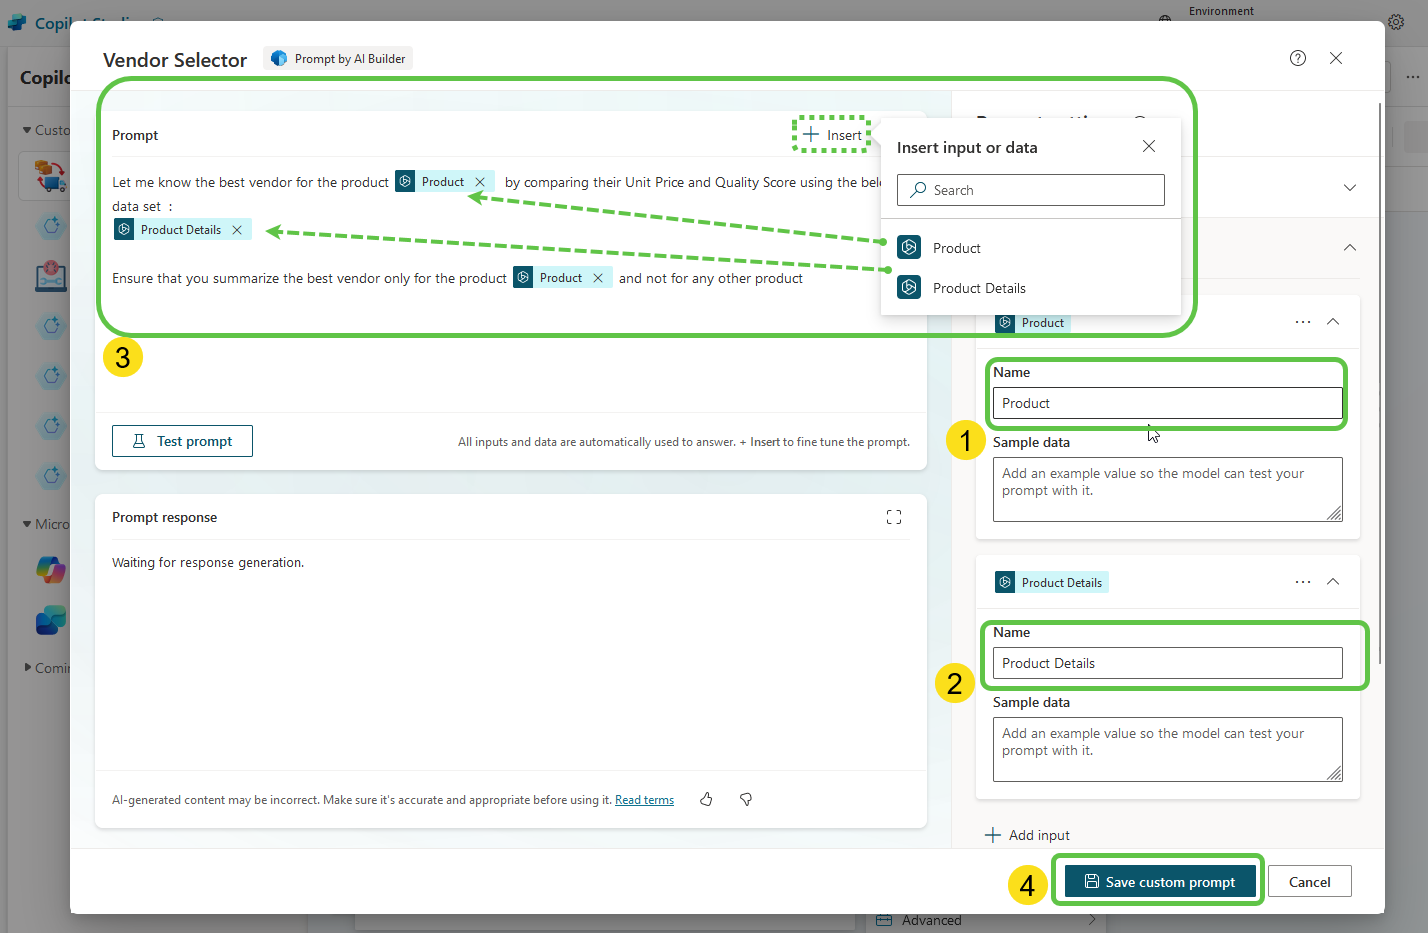 Copilot Studio
Environment
Copilo
Vendor Selector
Prompt by AI Builder
Custo
Prompt
Insert
Let me know the best vendor for the product Product by comparing their Unit Price and Quality Score using the bel
data set :
Product Details
Ensure that you summarize the best vendor only for the product Product and not for any other product
Insert input or data
Search
Product
Product Details
3
Test prompt
All inputs and data are automatically used to answer. + Insert to fine tune the prompt.
Product
Name
Product
1
Sample data
Add an example value so the model can test your
prompt with it.
Prompt response
Waiting for response generation.
Micro
Product Details
Name
Product Details
2
Sample data
Add an example value so the model can test your
prompt with it.
Comin
AI-generated content may be incorrect. Make sure it's accurate and appropriate before using it. Read terms
Add input
4
Save custom prompt
Cancel
Advanced